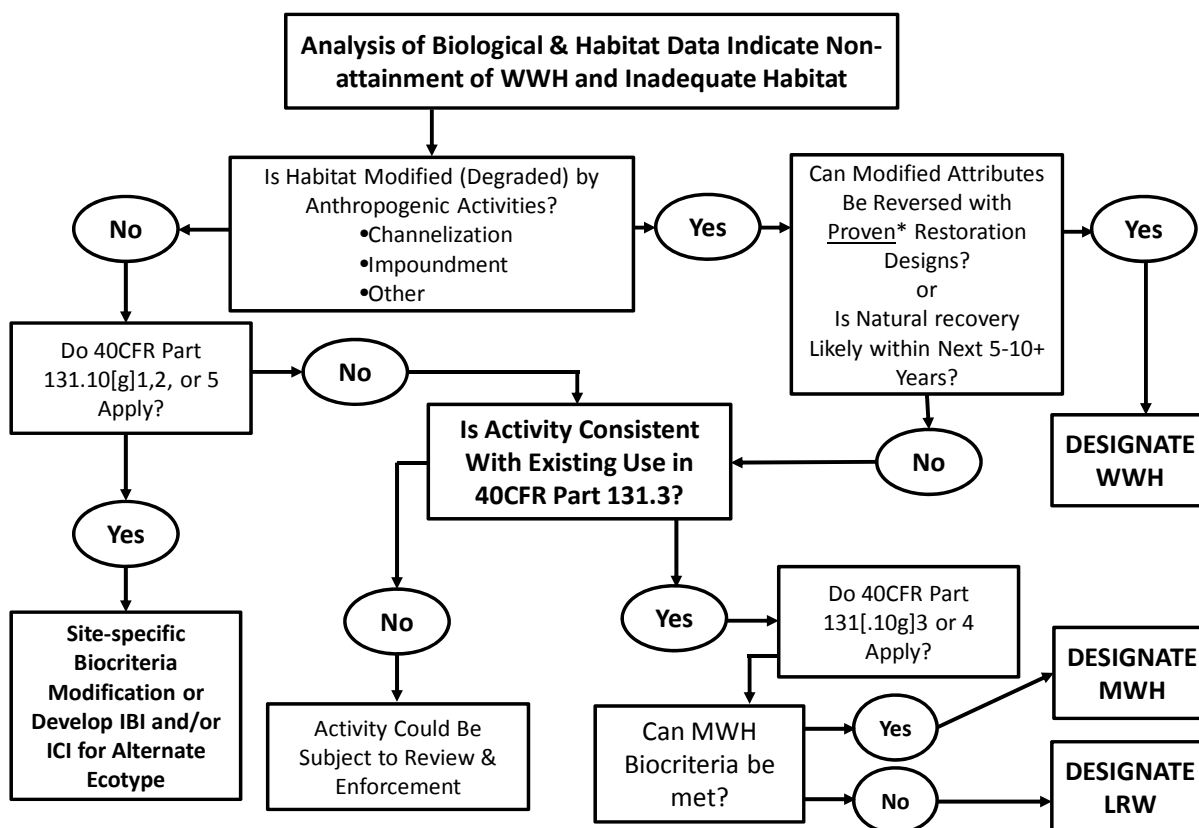 Analysis of Biological & Habitat Data Indicate Non-
attainment of WWH and Inadequate Habitat
Is Habitat Modified (Degraded) by
Anthropogenic Activities?
•Channelization
•Impoundment
•Other
No
Yes
Can Modified Attributes
Be Reversed with
Proven* Restoration
Designs?
or
Is Natural recovery
Likely within Next 5-10+
Years?
Yes
DESIGNATE
WWH
No
Do 40CFR Part
131.10[g]1,2, or 5
Apply?
No
Is Activity Consistent
With Existing Use in
40CFR Part 131.3?
Yes
Site-specific
Biocriteria
Modification or
Develop IBI and/or
ICI for Alternate
Ecotype
No
Activity Could Be
Subject to Review &
Enforcement
Yes
Do 40CFR Part
131[.10g]3 or 4
Apply?
Can MWH
Biocriteria be
met?
Yes
DESIGNATE
MWH
No
DESIGNATE
LRW